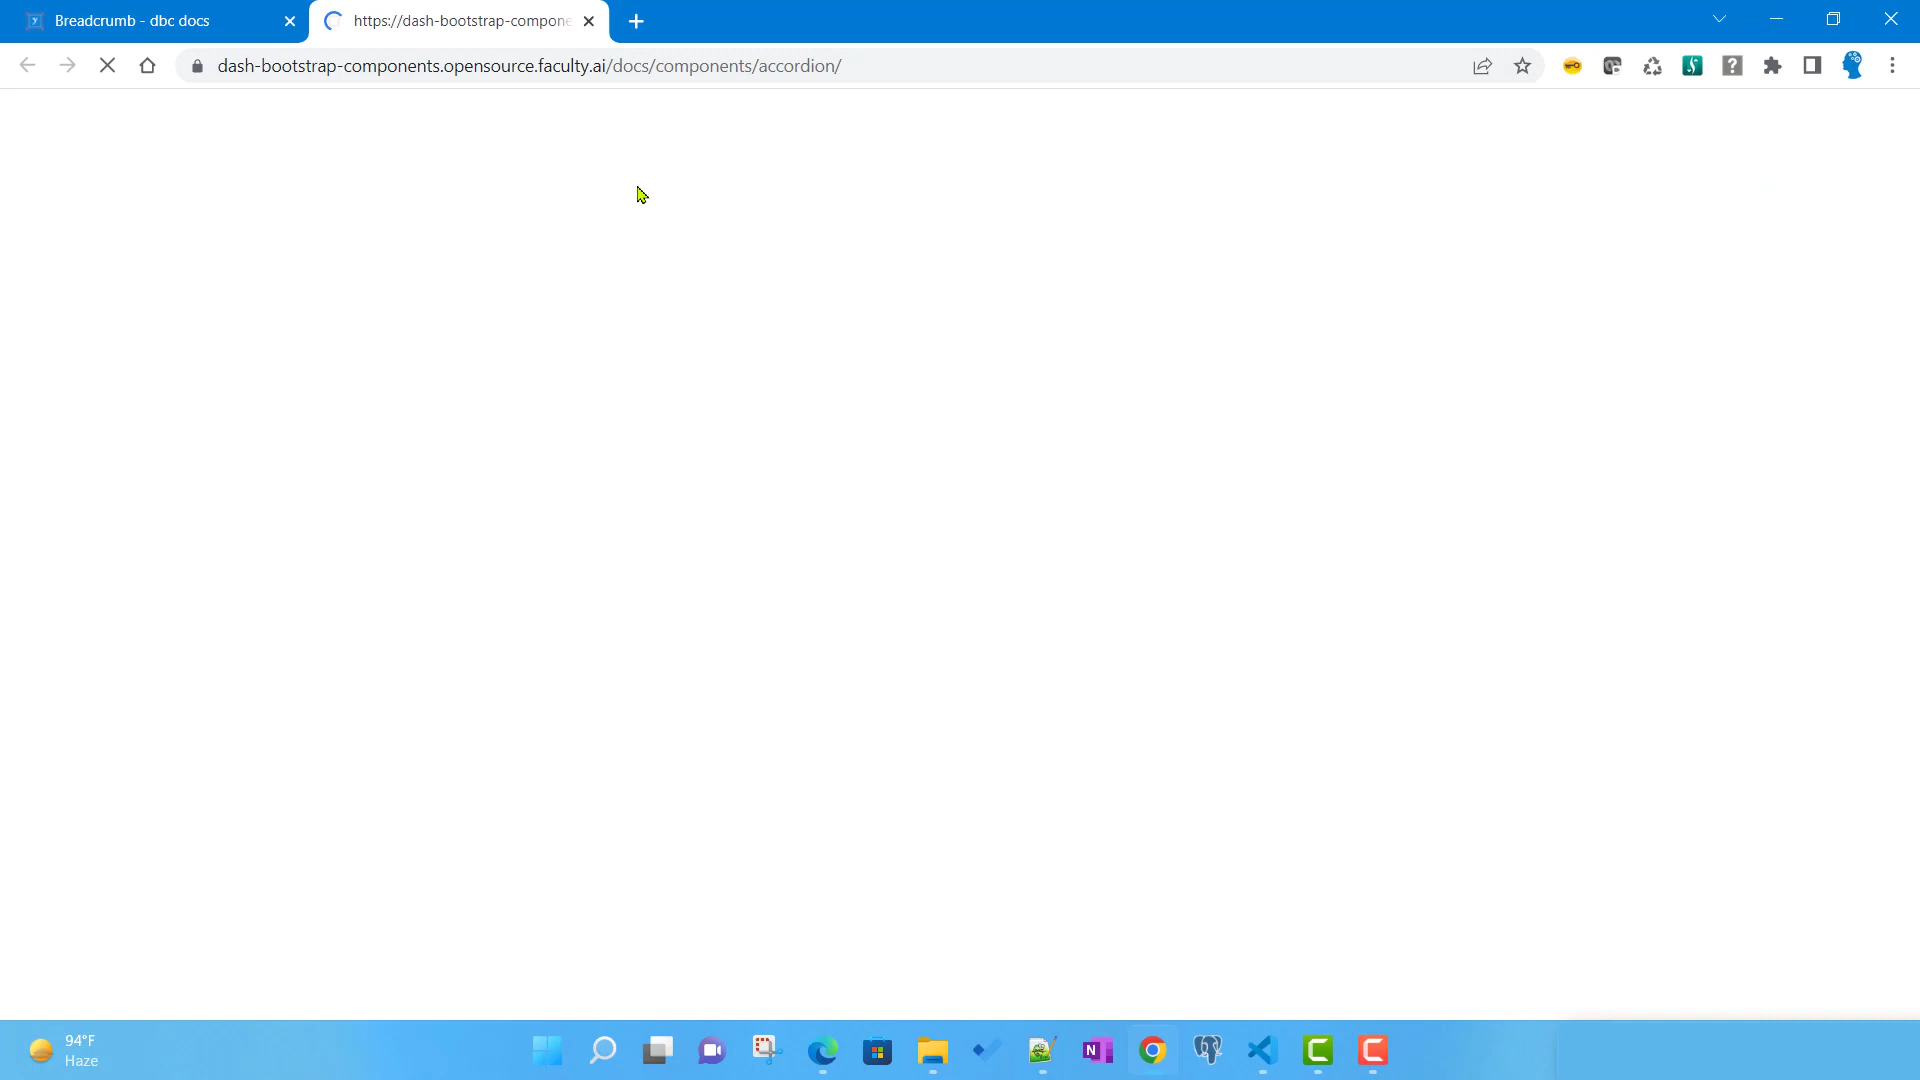 Breadcrumb - dbc docs
https://dash-bootstrap-compone
dash-bootstrap-components.opensource.faculty.ai/docs/components/accordion/
94°F
Haze